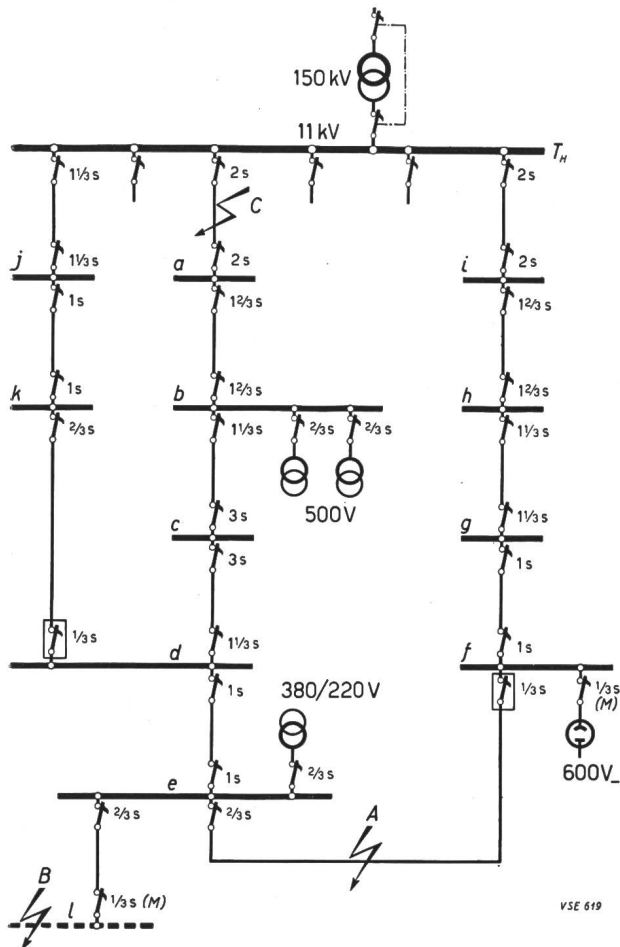 150 kV
11 kV
T_H
1⅓ s
2 s
2 s
C
1⅓ s
2 s
2 s
j
a
i
1 s
1⅔ s
1⅔ s
1 s
1⅔ s
1⅔ s
k
b
h
⅔ s
1⅓ s
⅔ s
⅔ s
1⅓ s
500 V
3 s
1⅓ s
c
g
3 s
1 s
⅓ s
1⅓ s
1 s
d
f
1 s
380/220 V
⅓ s
⅓ s
(M)
600 V_
1 s
⅔ s
e
⅔ s
⅔ s
A
B
⅓ s (M)
l
VSE 619